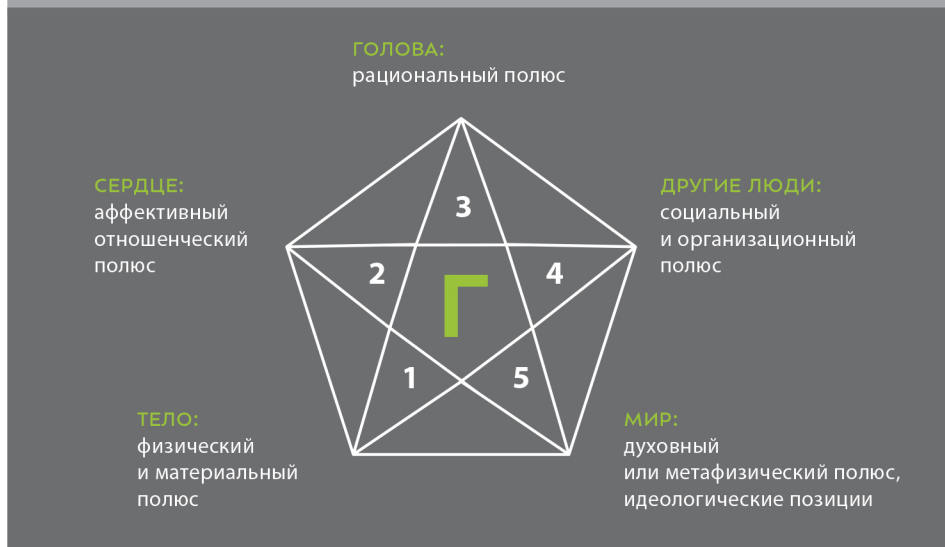 ГОЛОВА:
рациональный полюс
СЕРДЦЕ:
аффективный
отношенческий
полюс
ДРУГИЕ ЛЮДИ:
социальный
и организационный
полюс
3
2
Г
4
1
5
ТЕЛО:
физический
и материальный
полюс
МИР:
духовный
или метафизический полюс,
идеологические позиции